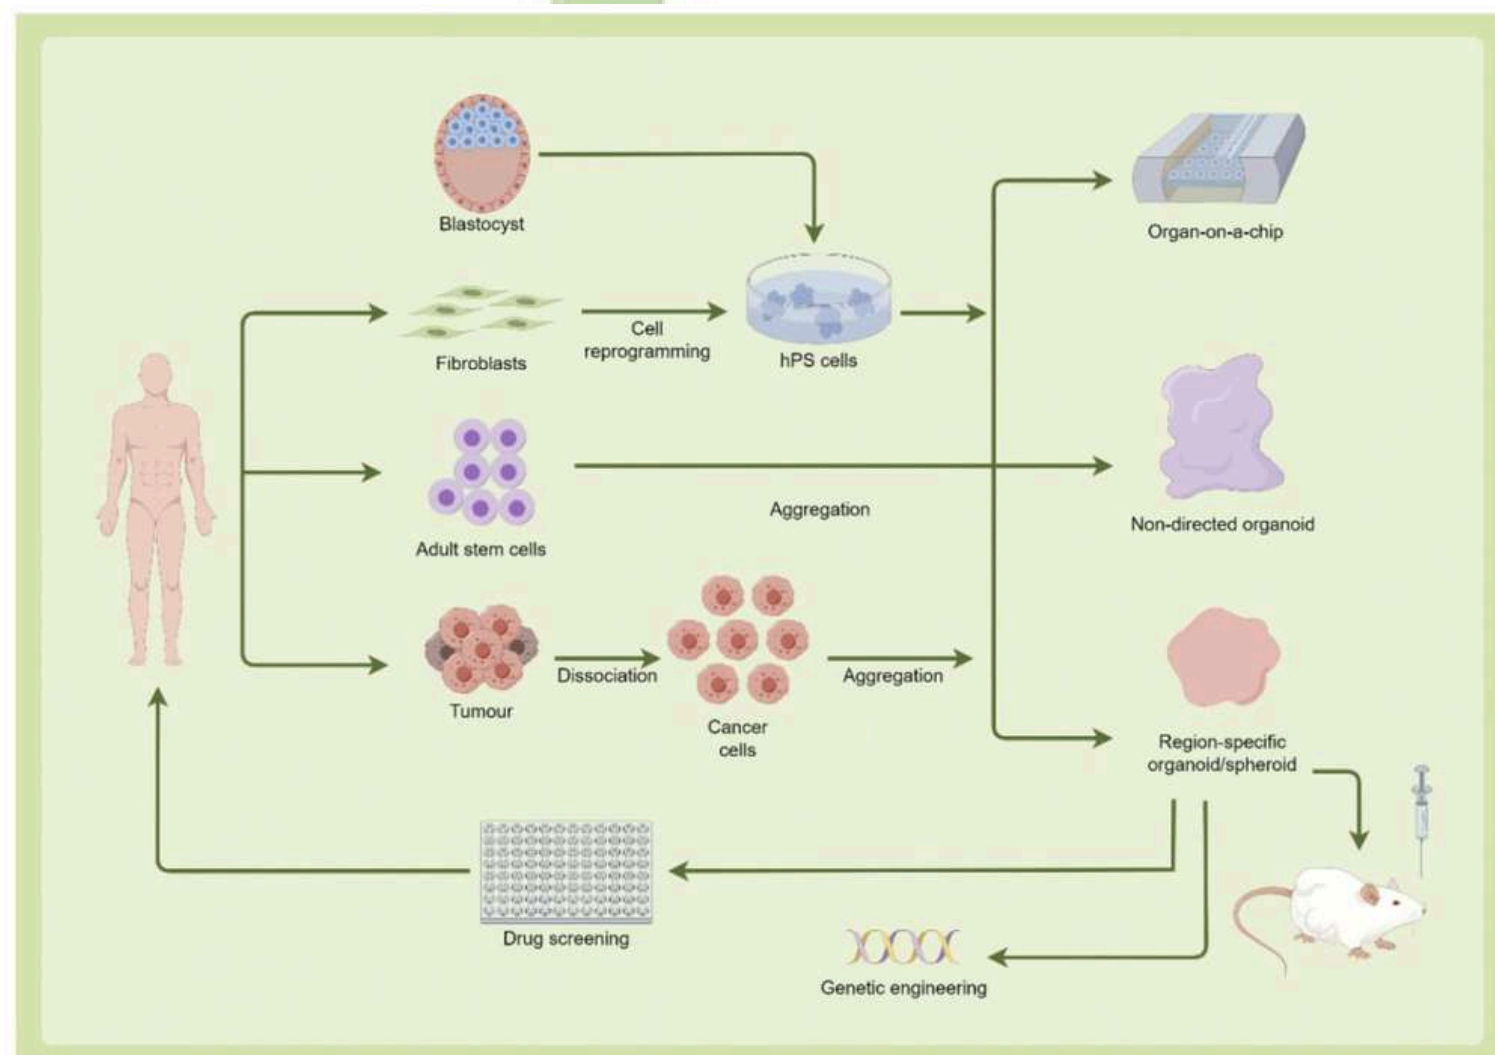 Blastocyst
Organ-on-a-chip
Cell
reprogramming
Fibroblasts
hPS cells
Aggregation
Non-directed organoid
Adult stem cells
Dissociation
Aggregation
Tumour
Cancer
cells
Region-specific
organoid/spheroid
Drug screening
Genetic engineering